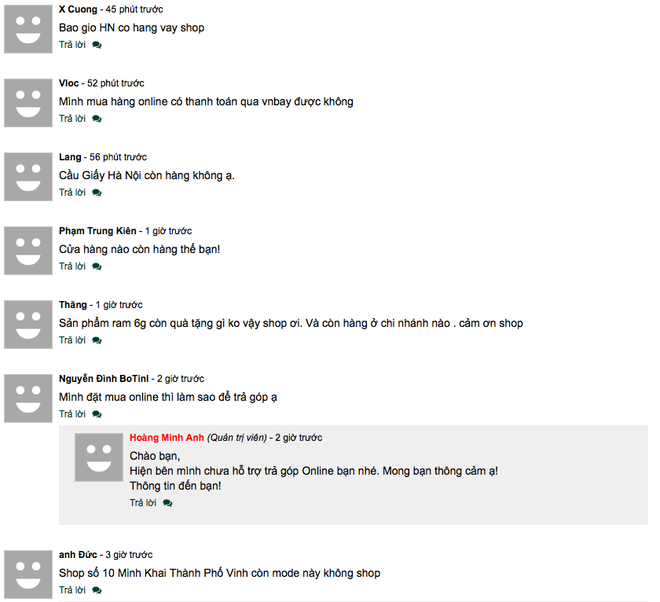 X Cuong - 45 phút trước
Bao gio HN co hang vay shop
Trả lời
Vloc - 52 phút trước
Mình mua hàng online có thanh toán qua vnbay được không
Trả lời
Lang - 56 phút trước
Cầu Giấy Hà Nội còn hàng không ạ.
Trả lời
Phạm Trung Kiên - 1 giờ trước
Cửa hàng nào còn hàng thế bạn!
Trả lời
Thăng - 1 giờ trước
Sản phẩm ram 6g còn quà tặng gì ko vậy shop ơi. Và còn hàng ở chi nhánh nào . cảm ơn shop
Trả lời
Nguyễn Đình BoTinl - 2 giờ trước
Mình đặt mua online thì làm sao để trả góp ạ
Trả lời
Hoàng Minh Anh (Quản trị viên) - 2 giờ trước
Chào bạn,
Hiện bên mình chưa hỗ trợ trả góp Online bạn nhé. Mong bạn thông cảm ạ!
Thông tin đến bạn!
Trả lời
anh Đức - 3 giờ trước
Shop số 10 Minh Khai Thành Phố Vinh còn mode này không shop
Trả lời